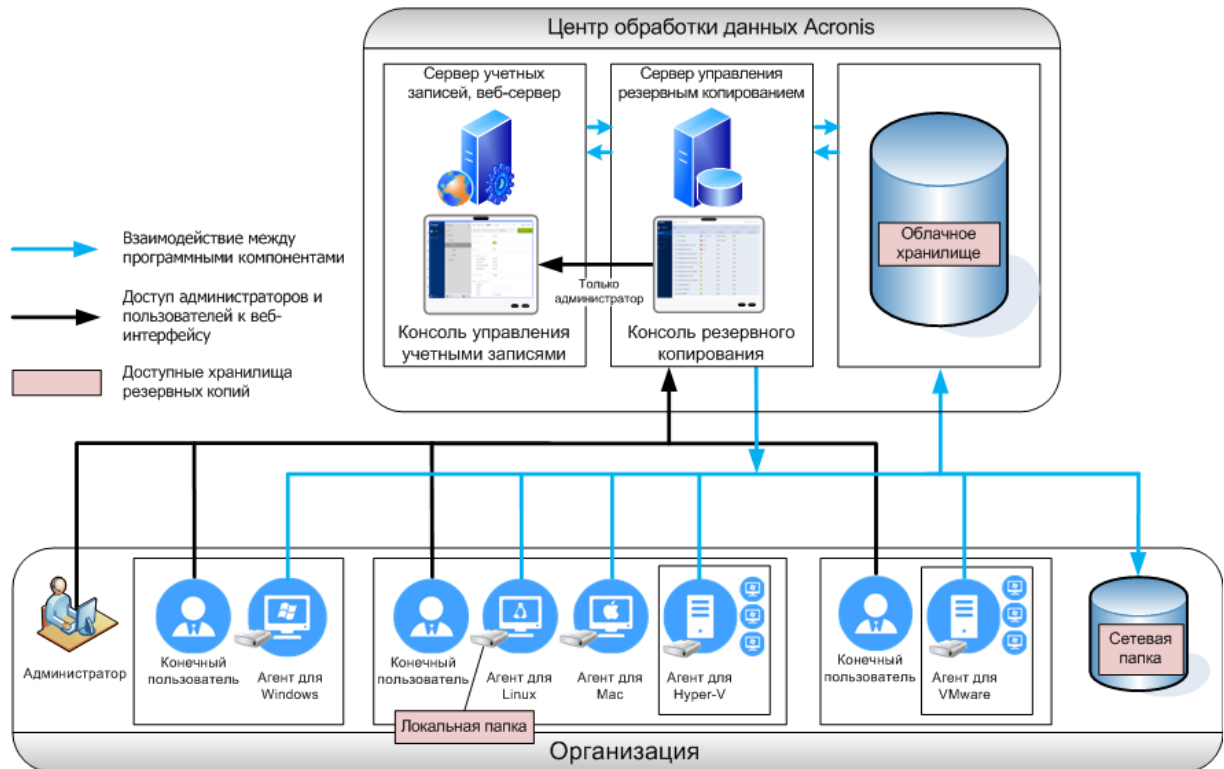 Центр обработки данных Acronis
Сервер учетных
записей, веб-сервер
Сервер управления
резервным копированием
Облачное
хранилище
Только
администратор
Консоль управления
учетными записями
Консоль резервного
копирования
Взаимодействие между
программными компонентами
Доступ администраторов и
пользователей к веб-
интерфейсу
Доступные хранилища
резервных копий
Администратор
Конечный
пользователь
Агент для
Windows
Конечный
пользователь
Агент для
Linux
Агент для
Mac
Агент для
Hyper-V
Конечный
пользователь
Агент для
VMware
Сетевая
папка
Локальная папка
Организация